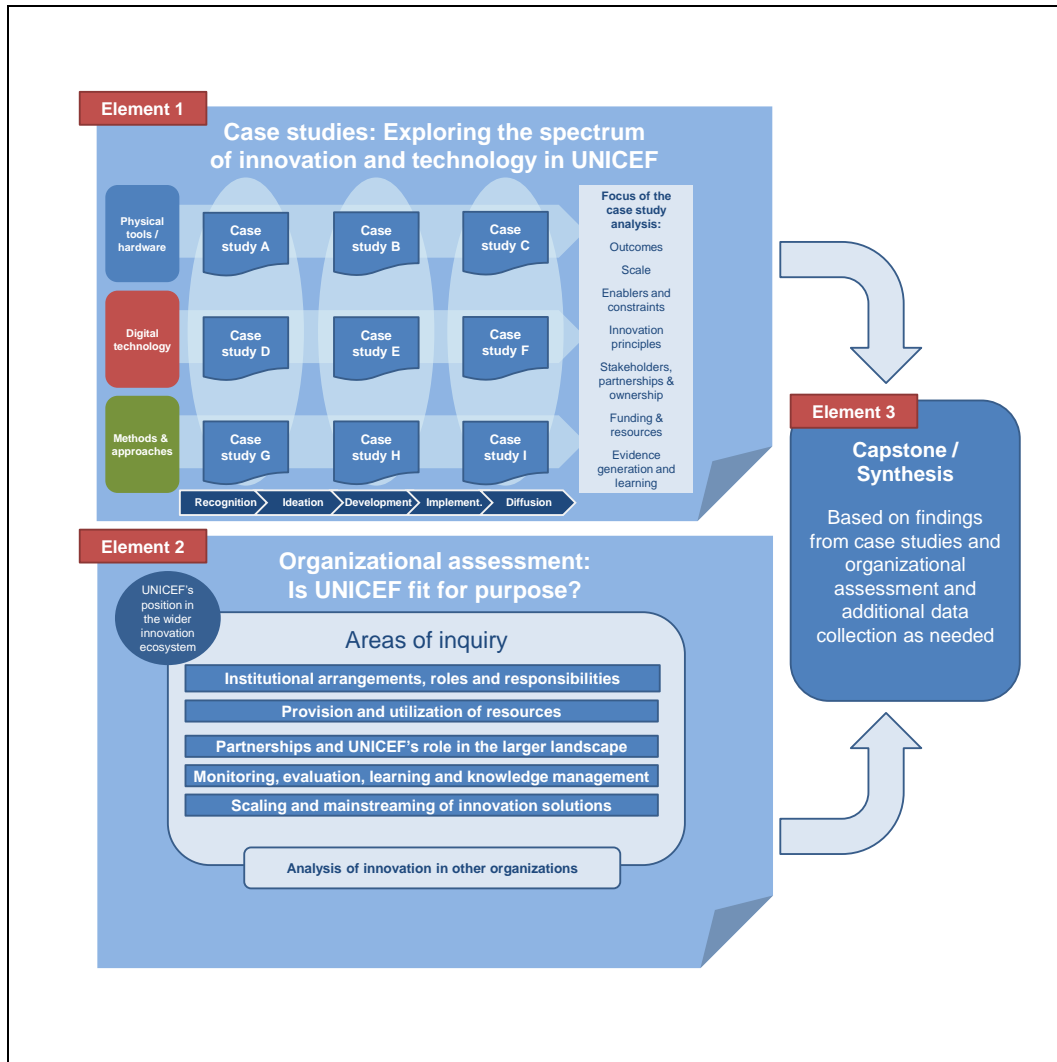 Element 1
Case studies: Exploring the spectrum
of innovation and technology in UNICEF
Physical
tools /
hardware
Case
study A
Case
study B
Case
study C
Digital
technology
Case
study D
Case
study E
Case
study F
Methods &
approaches
Case
study G
Case
study H
Case
study I
Recognition
Ideation
Development
Implement.
Diffusion
Focus of the
case study
analysis:
Outcomes
Scale
Enablers and
constraints
Innovation
principles
Stakeholders,
partnerships &
ownership
Funding &
resources
Evidence
generation and
learning
Element 2
Organizational assessment:
Is UNICEF fit for purpose?
UNICEF's
position in
the wider
innovation
ecosystem
Areas of inquiry
Institutional arrangements, roles and responsibilities
Provision and utilization of resources
Partnerships and UNICEF's role in the larger landscape
Monitoring, evaluation, learning and knowledge management
Scaling and mainstreaming of innovation solutions
Analysis of innovation in other organizations
Element 3
Capstone /
Synthesis
Based on findings
from case studies and
organizational
assessment and
additional data
collection as needed